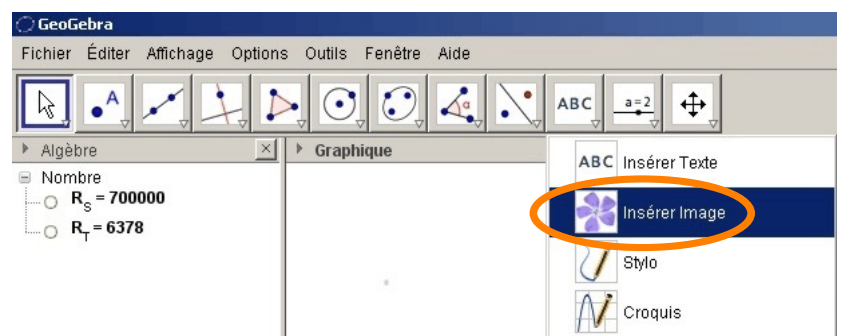 GeoGebra
Fichier Éditer Affichage Options Outils Fenêtre Aide
A α ABC a=2
Algèbre
Graphique
Nombre
R_S = 700000
R_T = 6378
ABC Insérer Texte
Insérer Image
Stylo
Croquis